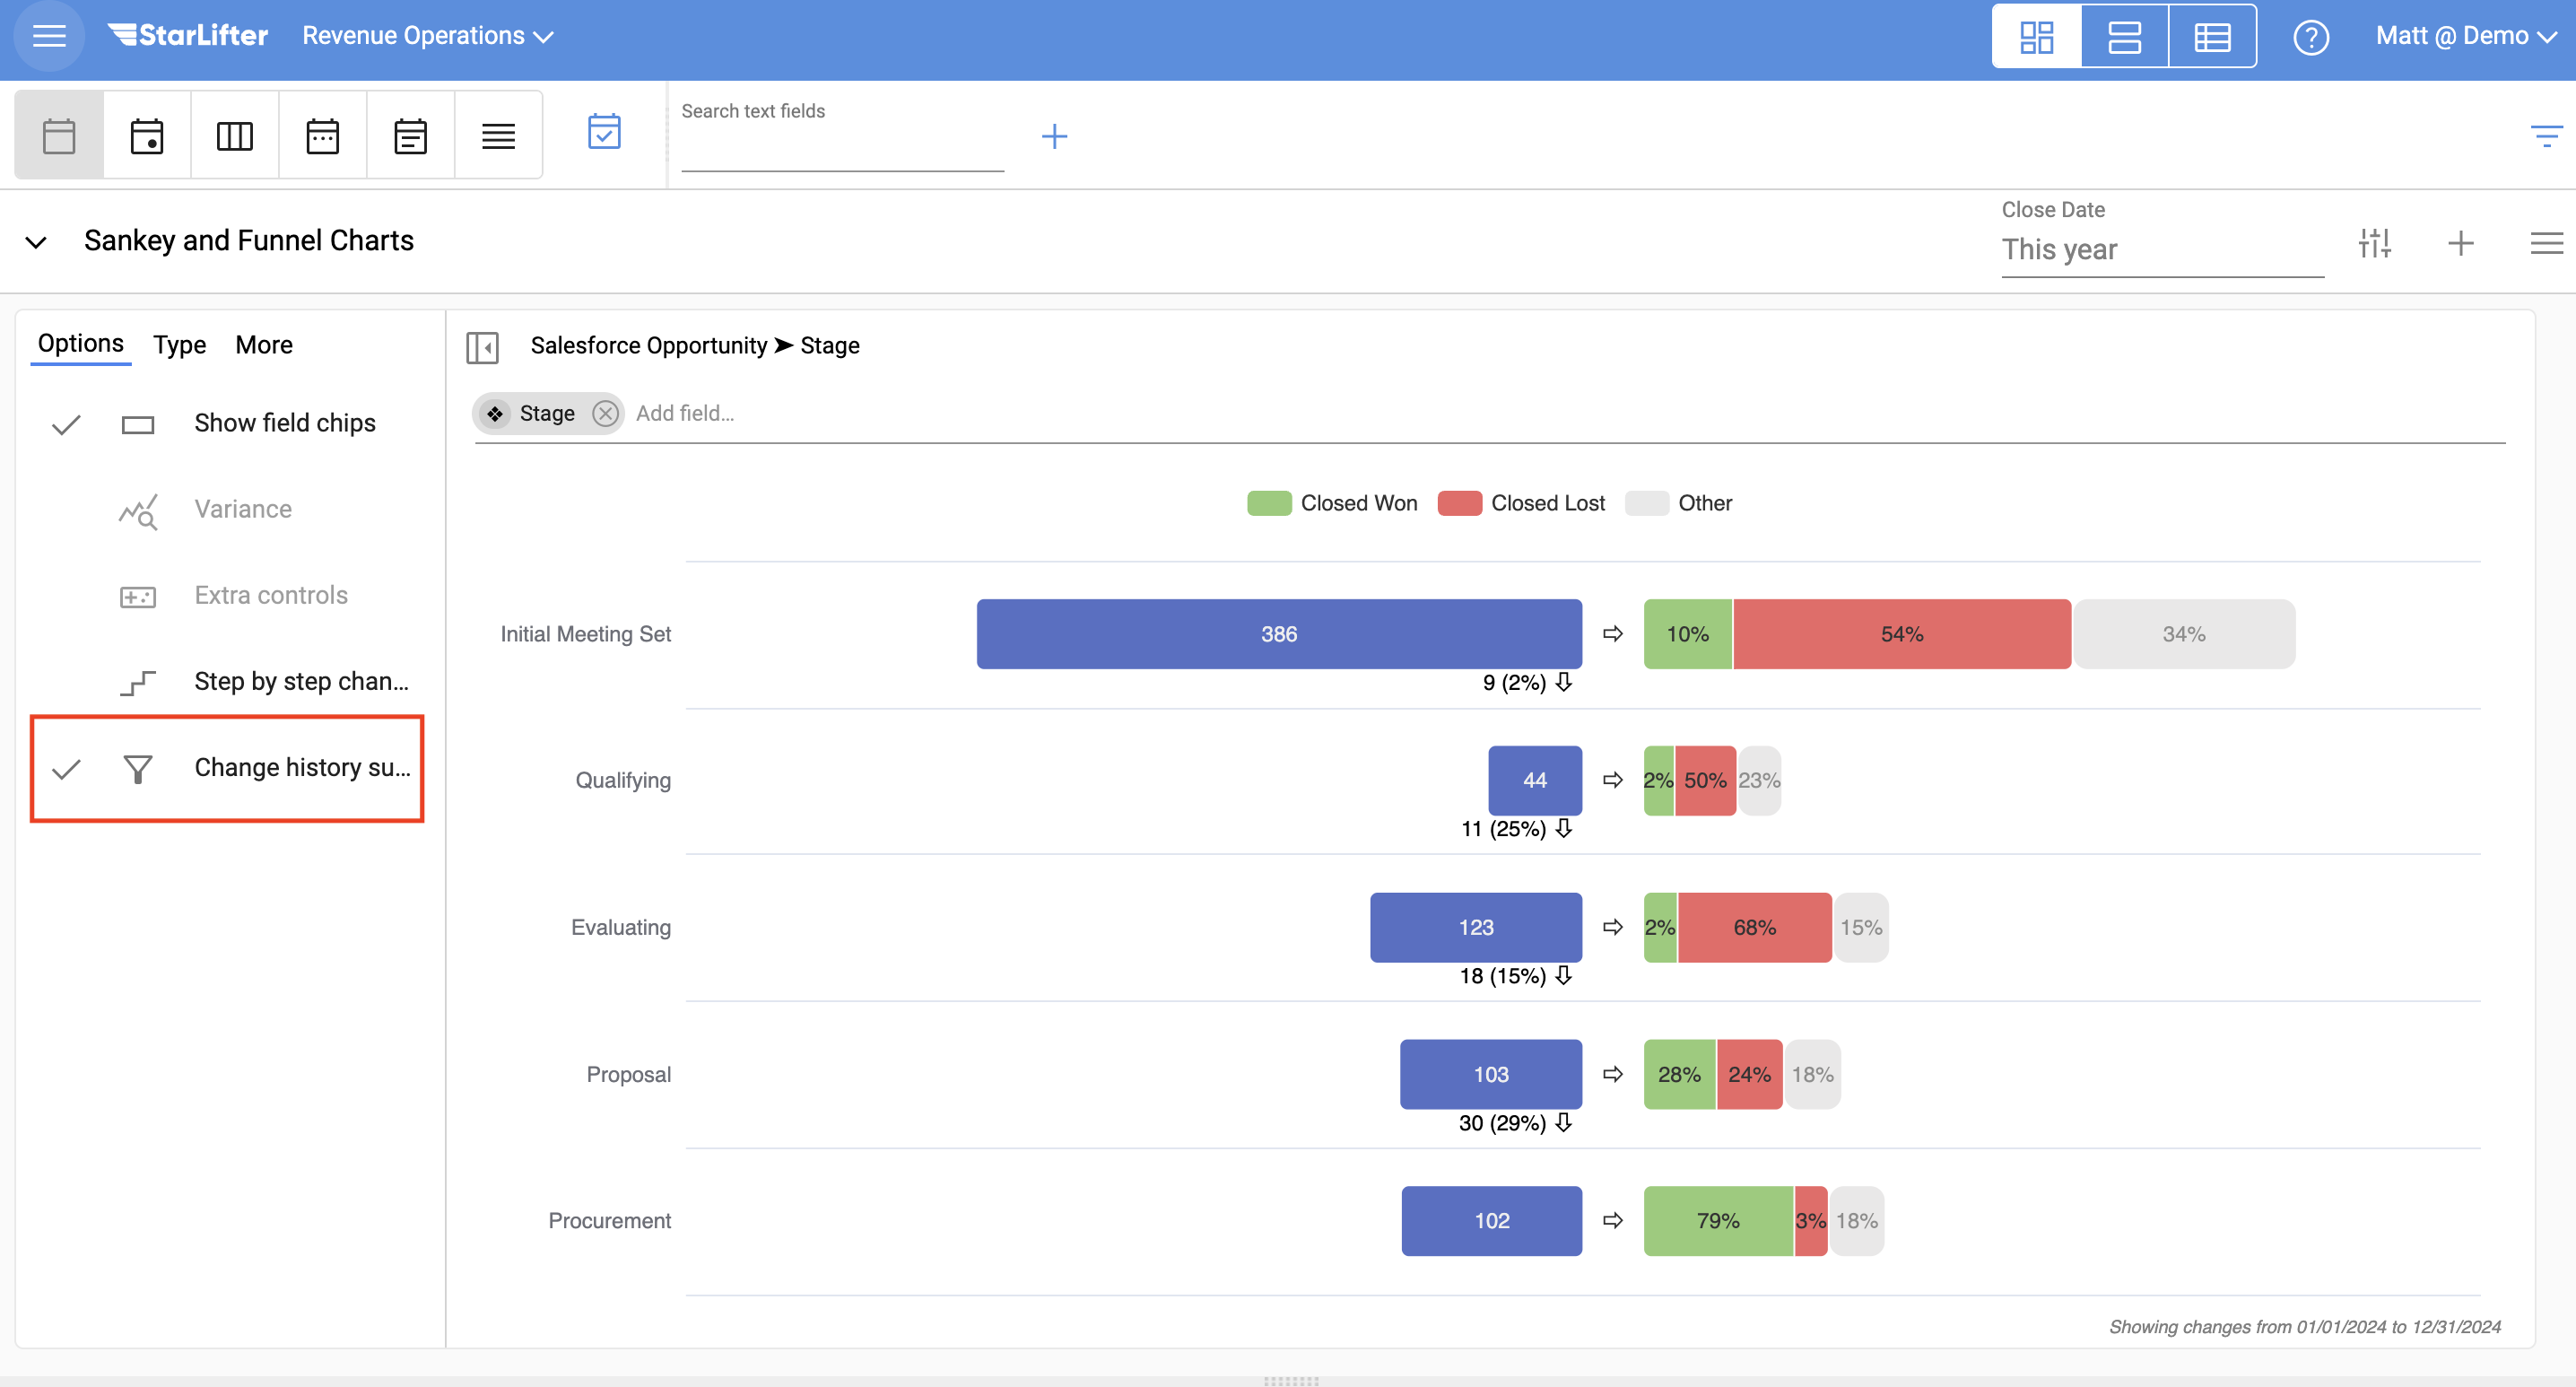 StarLifter
Revenue Operations
Matt @ Demo
Search text fields
Sankey and Funnel Charts
Close Date
This year
Options
Type
More
Show field chips
Variance
Extra controls
Step by step chan...
Change history su...
Salesforce Opportunity ➤ Stage
Stage
Add field...
Closed Won
Closed Lost
Other
Initial Meeting Set
386
10%
54%
34%
9 (2%)
Qualifying
44
2%
50%
23%
11 (25%)
Evaluating
123
2%
68%
15%
18 (15%)
Proposal
103
28%
24%
18%
30 (29%)
Procurement
102
79%
3%
18%
Showing changes from 01/01/2024 to 12/31/2024